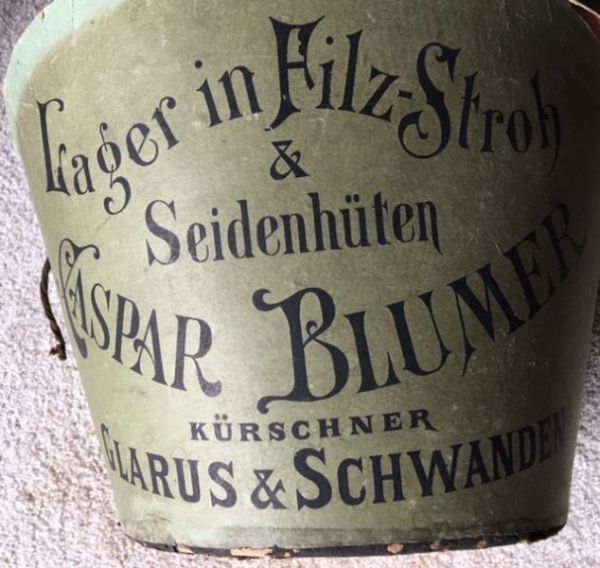 Lager in Filz-Stroh
&
Seidenhüten
CASPAR BLUMER
KÜRSCHNER
GLARUS & SCHWANDEN